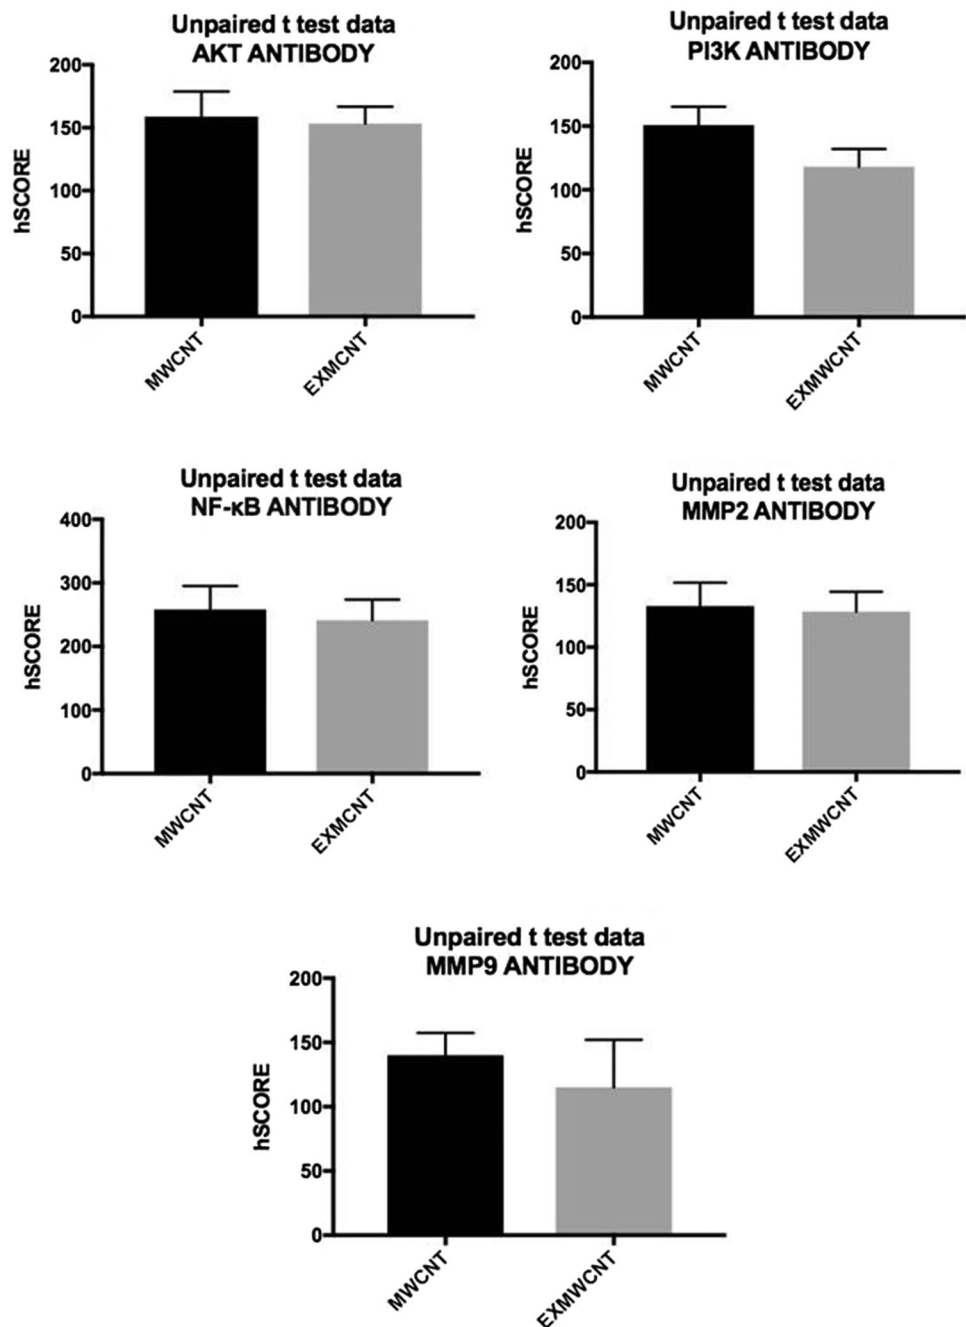 Unpaired t test data
AKT ANTIBODY
hSCORE
200
150
100
50
0
MWCNT
EXMCNT
Unpaired t test data
PI3K ANTIBODY
hSCORE
200
150
100
50
0
MWCNT
EXMWCNT
Unpaired t test data
NF-κB ANTIBODY
hSCORE
400
300
200
100
0
MWCNT
EXMCNT
Unpaired t test data
MMP2 ANTIBODY
hSCORE
200
150
100
50
0
MWCNT
EXMWCNT
Unpaired t test data
MMP9 ANTIBODY
hSCORE
200
150
100
50
0
MWCNT
EXMWCNT